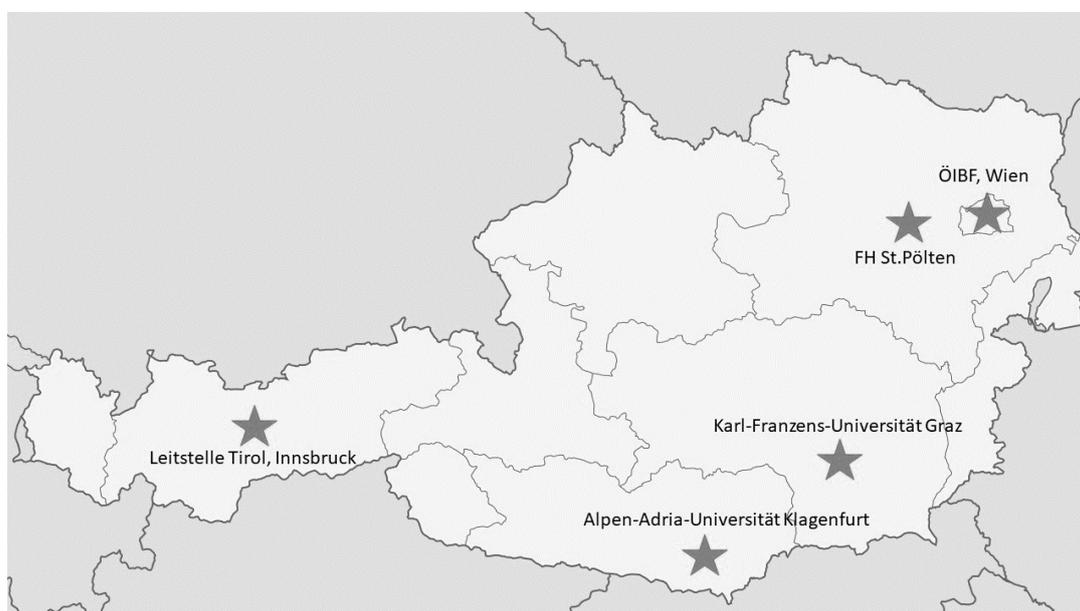 ÖIBF, Wien
FH St.Pölten
Karl-Franzens-Universität Graz
Leitstelle Tirol, Innsbruck
Alpen-Adria-Universität Klagenfurt